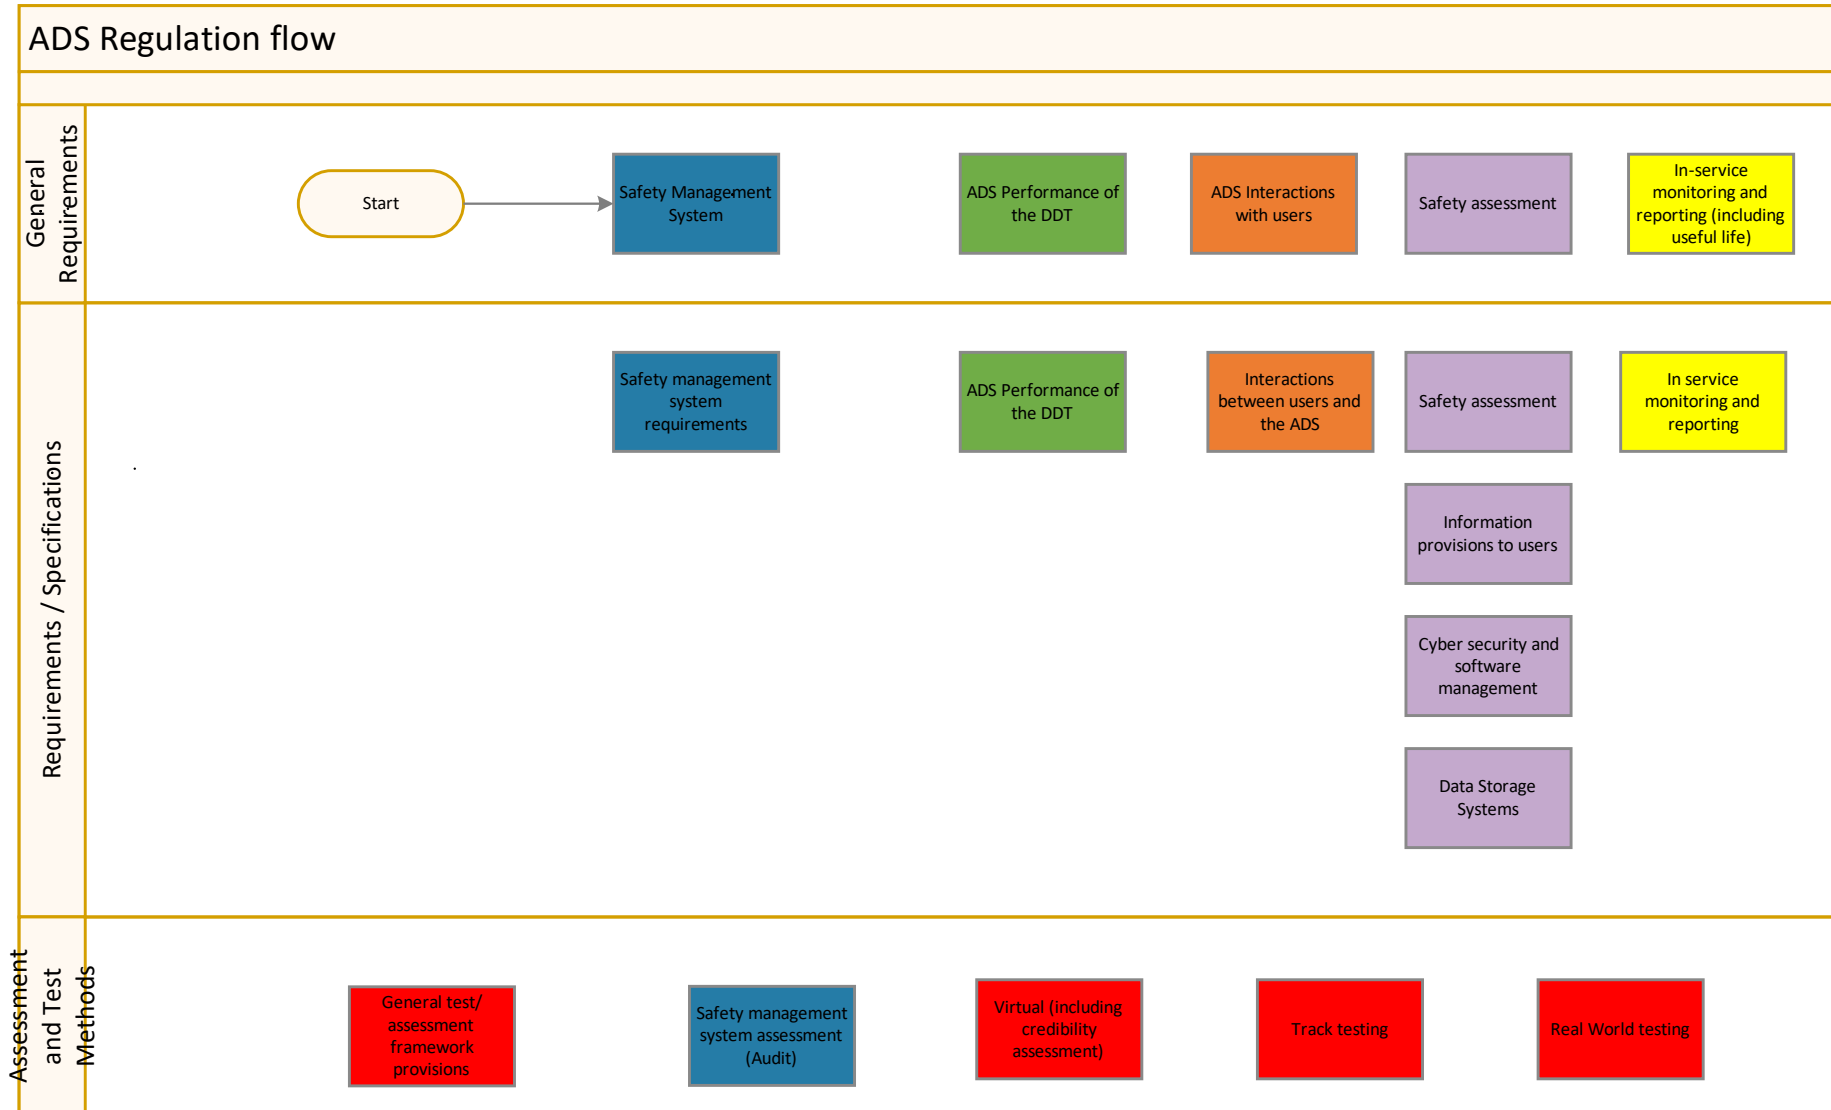 ADS Regulation flow
General
Requirements
Start
Safety Management
System
ADS Performance of
the DDT
ADS Interactions
with users
Safety assessment
In-service
monitoring and
reporting (including
useful life)
Requirements / Specifications
Safety management
system
requirements
ADS Performance of
the DDT
Interactions
between users and
the ADS
Safety assessment
In service
monitoring and
reporting
Information
provisions to users
Cyber security and
software
management
Data Storage
Systems
Assessment
and Test
Methods
General test/
assessment
framework
provisions
Safety management
system assessment
(Audit)
Virtual (including
credibility
assessment)
Track testing
Real World testing